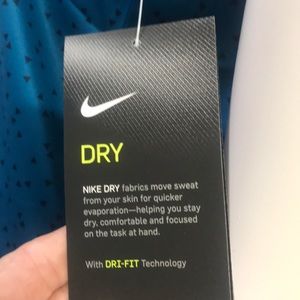 DRY
NIKE DRY fabrics move sweat
from your skin for quicker
evaporation—helping you stay
dry, comfortable and focused
on the task at hand.
With DRI-FIT Technology